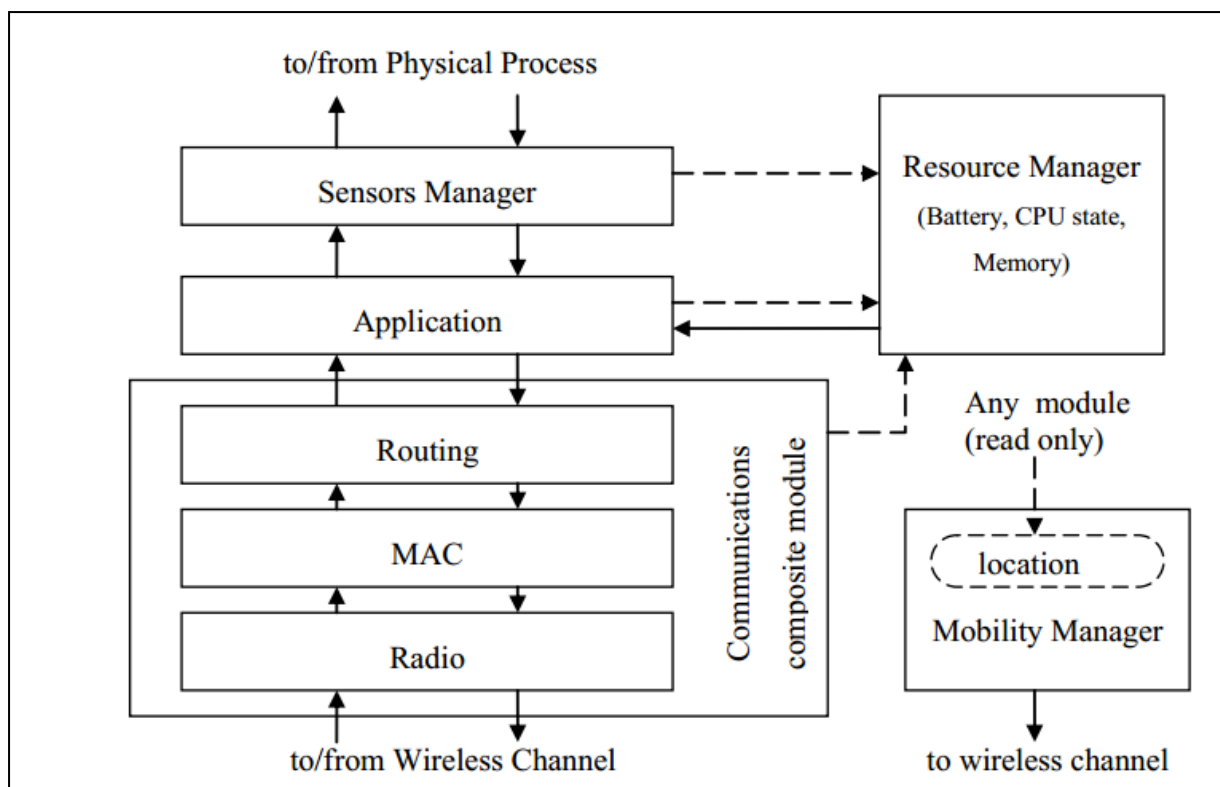 to/from Physical Process
Sensors Manager
Resource Manager
(Battery, CPU state,
Memory)
Application
Routing
MAC
Radio
Communications
composite module
Any module
(read only)
location
Mobility Manager
to/from Wireless Channel
to wireless channel